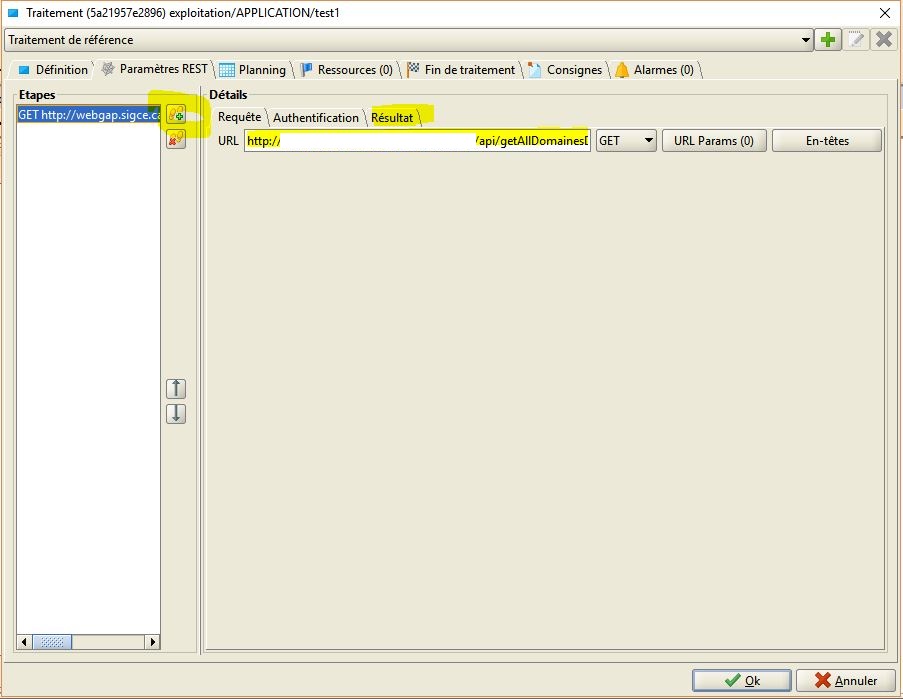 Traitement (5a21957e2896) exploitation/APPLICATION/test1
Traitement de référence
Définition Paramètres REST Planning Ressources (0) Fin de traitement Consignes Alarmes (0)
Etapes
GET http://webgap.sigce.ca
Détails
Requête Authentification Résultat
URL http:// /api/getAllDomainesD GET URL Params (0) En-têtes
Ok Annuler